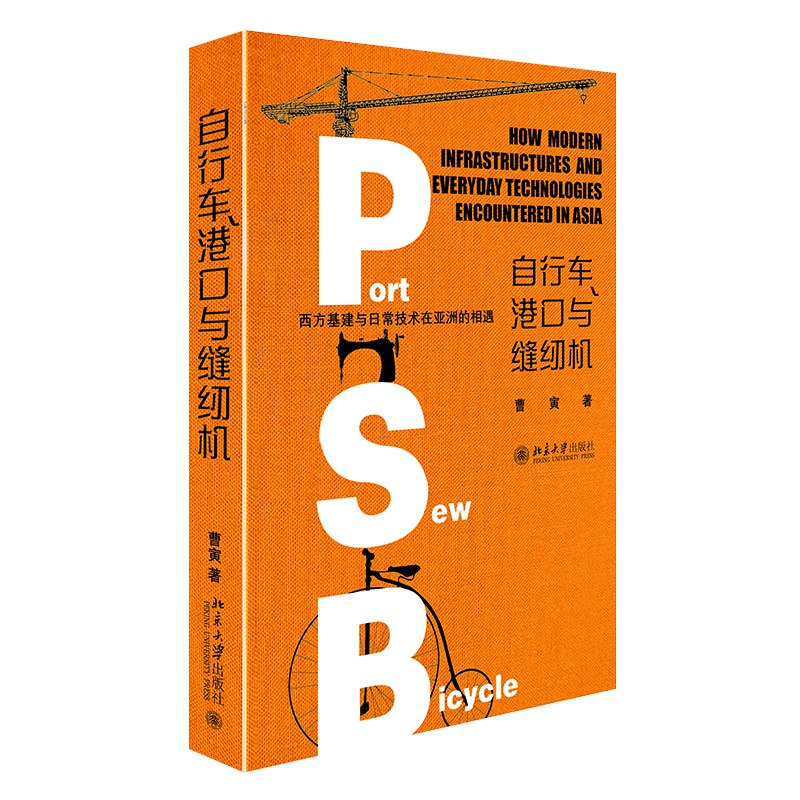 自行车、港口与缝纫机
曹寅 著
北京大学出版社
PEKING UNIVERSITY PRESS
HOW MODERN
INFRASTRUCTURES AND
EVERYDAY TECHNOLOGIES
ENCOUNTERED IN ASIA
Port
西方基建与日常技术在亚洲的相遇
自行车、
港口与
缝纫机
曹寅 著
北京大学出版社
PEKING UNIVERSITY PRESS
Sew
Bicycle